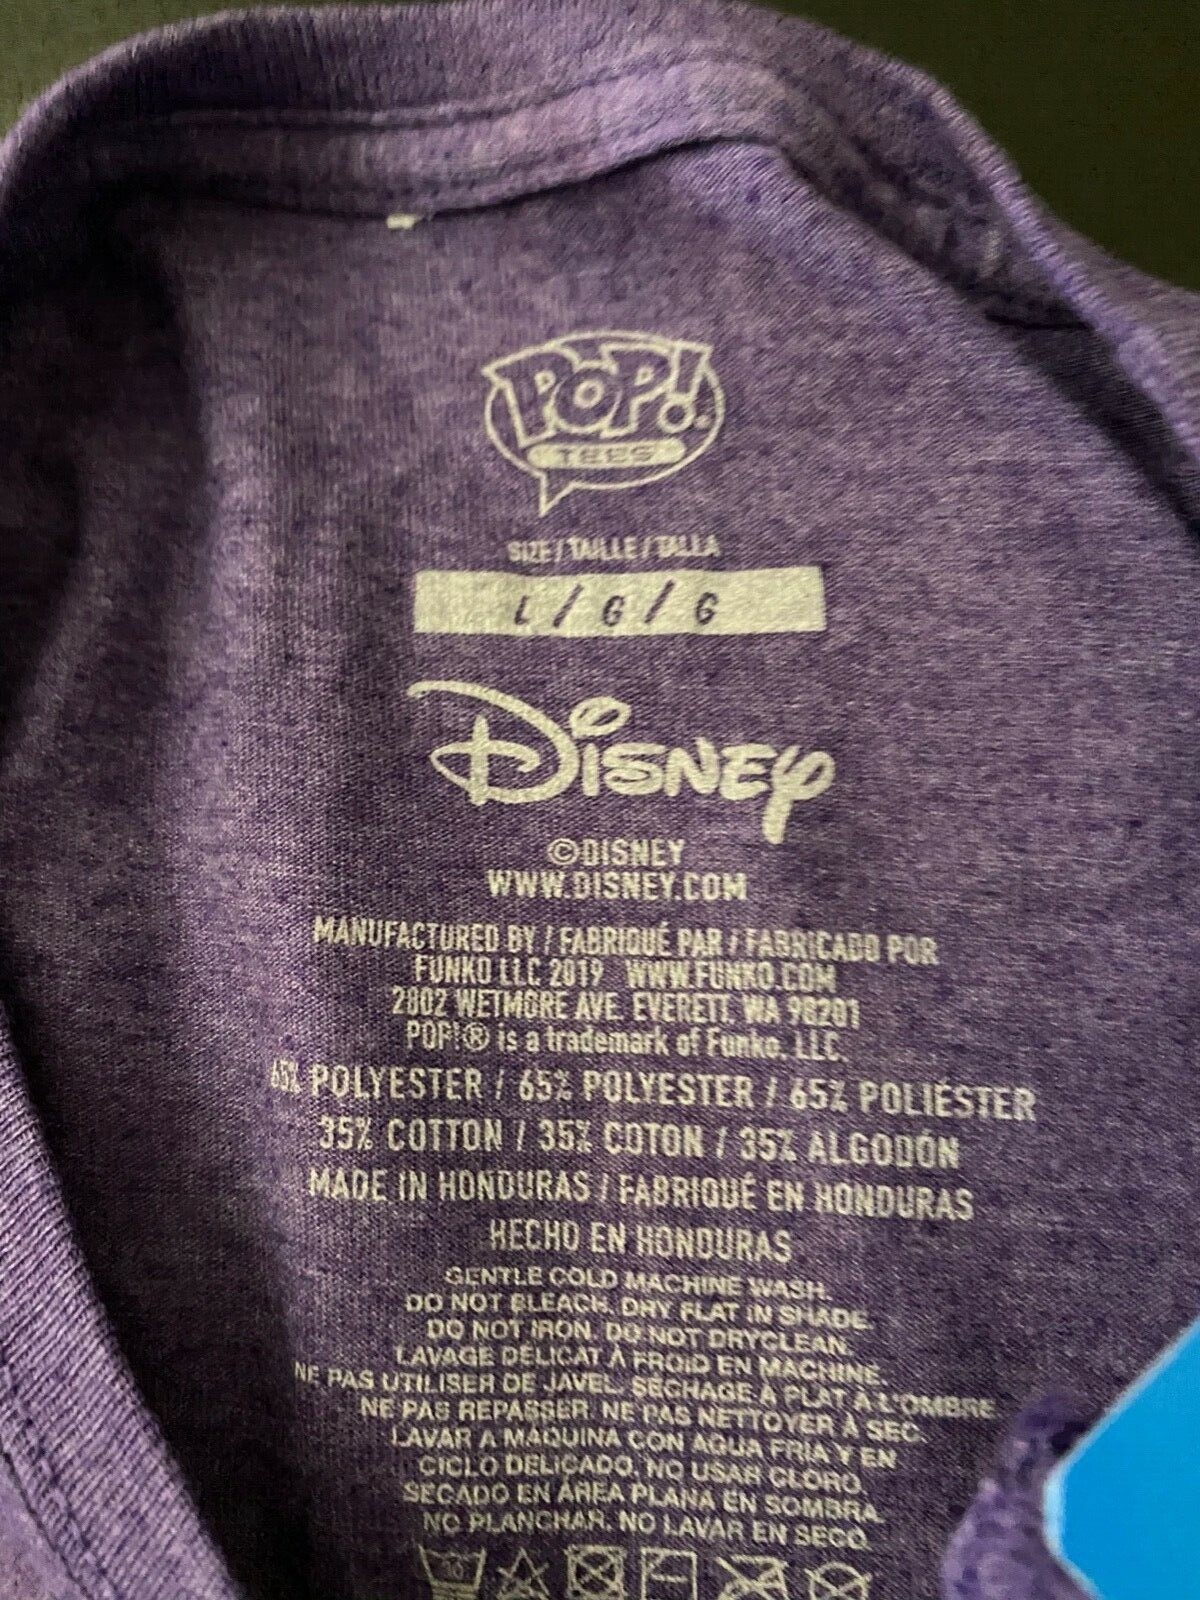 POP!®
TEES
SIZE / TAILLE / TALLA
L / G / G
Disney
©DISNEY
WWW.DISNEY.COM
MANUFACTURED BY / FABRIQUÉ PAR / FABRICADO POR
FUNKO LLC 2019 WWW.FUNKO.COM
2802 WETMORE AVE. EVERETT, WA 98201
POP!® is a trademark of Funko, LLC.
65% POLYESTER / 65% POLYESTER / 65% POLIÉSTER
35% COTTON / 35% COTON / 35% ALGODÓN
MADE IN HONDURAS / FABRIQUÉ EN HONDURAS
HECHO EN HONDURAS
GENTLE COLD MACHINE WASH.
DO NOT BLEACH. DRY FLAT IN SHADE.
DO NOT IRON. DO NOT DRYCLEAN.
LAVAGE DÉLICAT À FROID EN MACHINE.
NE PAS UTILISER DE JAVEL. SÉCHAGE À PLAT À L'OMBRE
NE PAS REPASSER. NE PAS NETTOYER À SEC.
LAVAR A MÁQUINA CON AGUA FRIA Y EN
CICLO DELICADO. NO USAR CLORO.
SECADO EN ÁREA PLANA EN SOMBRA.
NO PLANCHAR. NO LAVAR EN SECO.
30